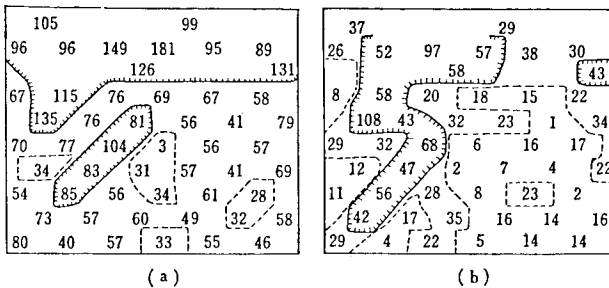 105 99
96 96 149 181 95 89
126 131
67 115 76 69 67 58
135 76 81 56 41 79
70 77 104 3 56 57
34 83 31 41 69
54 85 56 34 61 28
73 57 60 49 32 58
80 40 57 33 55 46
(a)
37 29
26 52 97 57 38 30
58 43
8 58 20 18 15 22
108 43 32 23 1 34
29 32 68 6 16 17
12 47 2 7 4 22
11 56 28 8 23 2
42 17 35 16 14 16
29 4 22 5 14 14
(b)